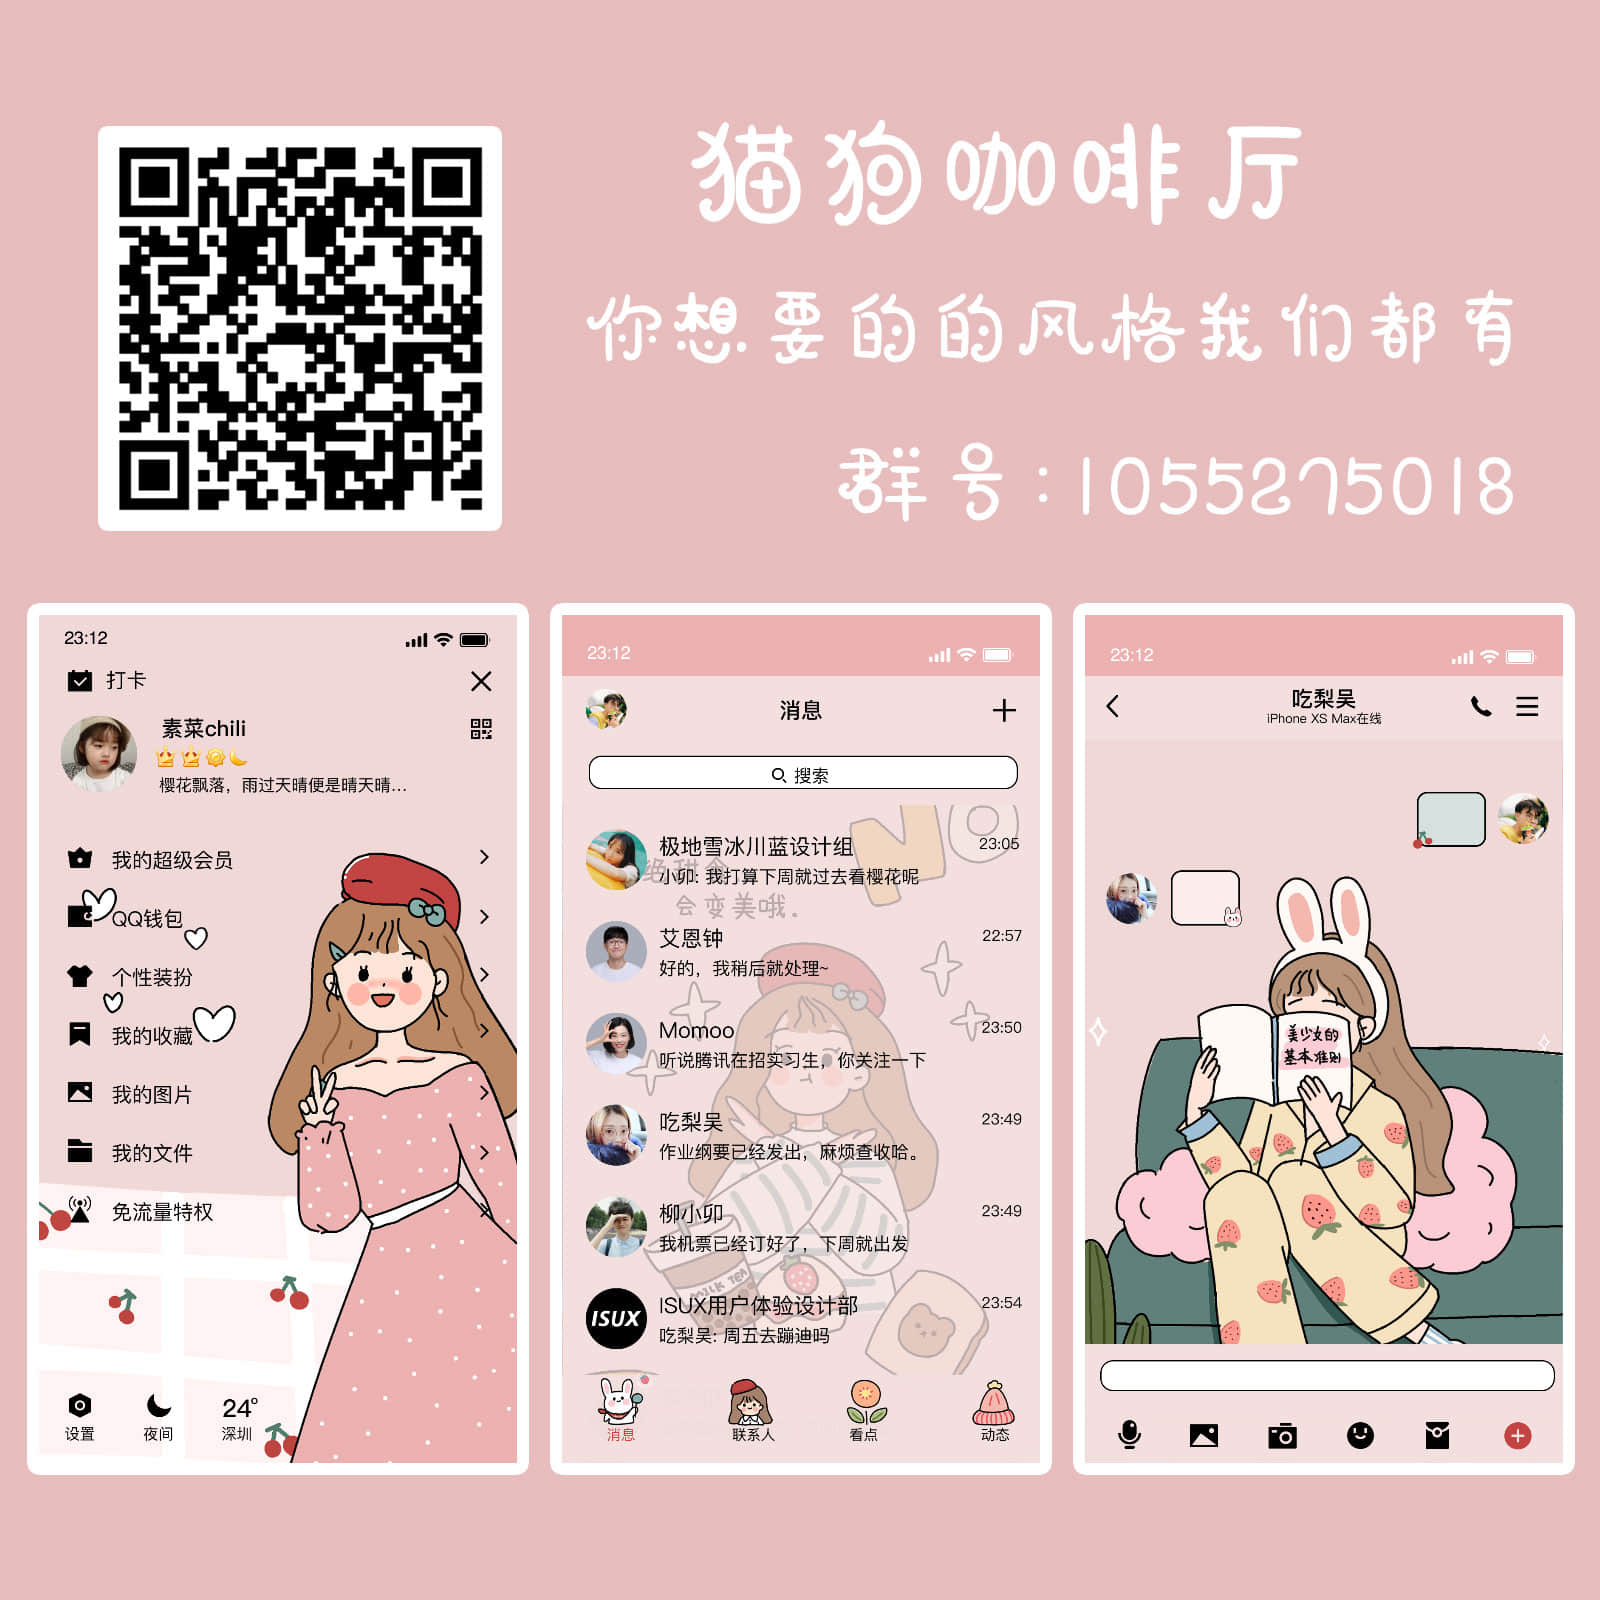 猫狗咖啡厅
你想要的的风格我们都有
群号:1055275018
23:12
打卡
素菜chili
樱花飘落，雨过天晴便是晴天晴...
我的超级会员
QQ钱包
个性装扮
我的收藏
我的图片
我的文件
免流量特权
24°
设置
夜间
深圳
23:12
消息
搜索
NO
极地雪冰川蓝设计组
23:05
绝甜食
小卯: 我打算下周就过去看樱花呢
会变美哦.
艾恩钟
22:57
好的，我稍后就处理~
Momoo
23:50
听说腾讯在招实习生，你关注一下
吃梨吴
23:49
作业纲要已经发出，麻烦查收哈。
柳小卯
23:49
我机票已经订好了，下周就出发
MILK TEA
ISUX
ISUX用户体验设计部
23:54
吃梨吴: 周五去蹦迪吗
消息
联系人
看点
动态
23:12
吃梨吴
iPhone XS Max在线
美少女的
基本准则